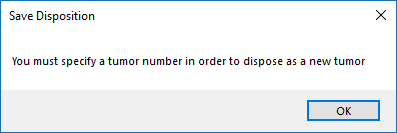 Save Disposition
You must specify a tumor number in order to dispose as a new tumor
OK